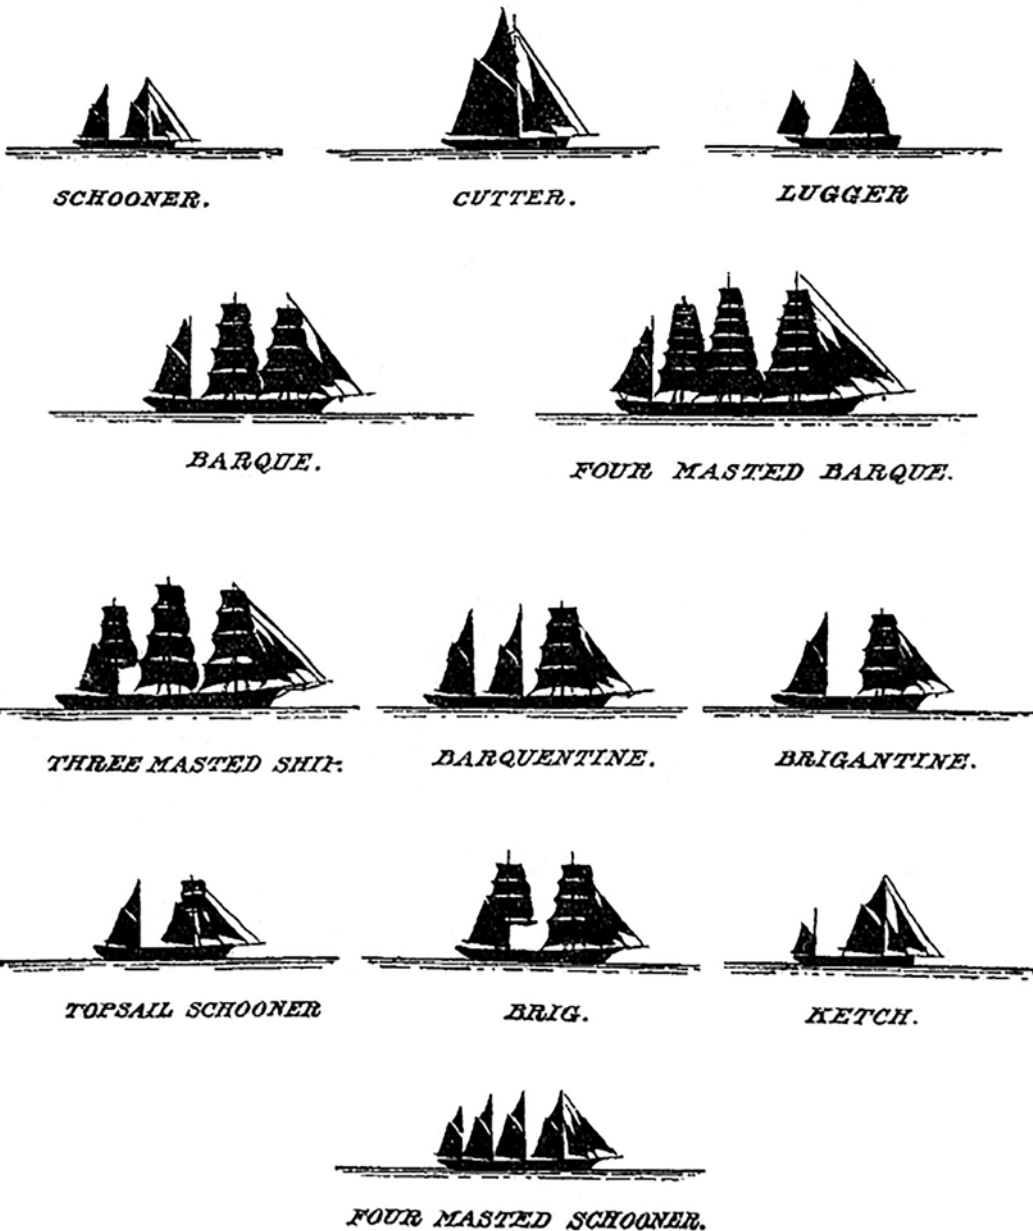 SCHOONER.
CUTTER.
LUGGER
BARQUE.
FOUR MASTED BARQUE.
THREE MASTED SHIP.
BARQUENTINE.
BRIGANTINE.
TOPSAIL SCHOONER
BRIG.
KETCH.
FOUR MASTED SCHOONER.